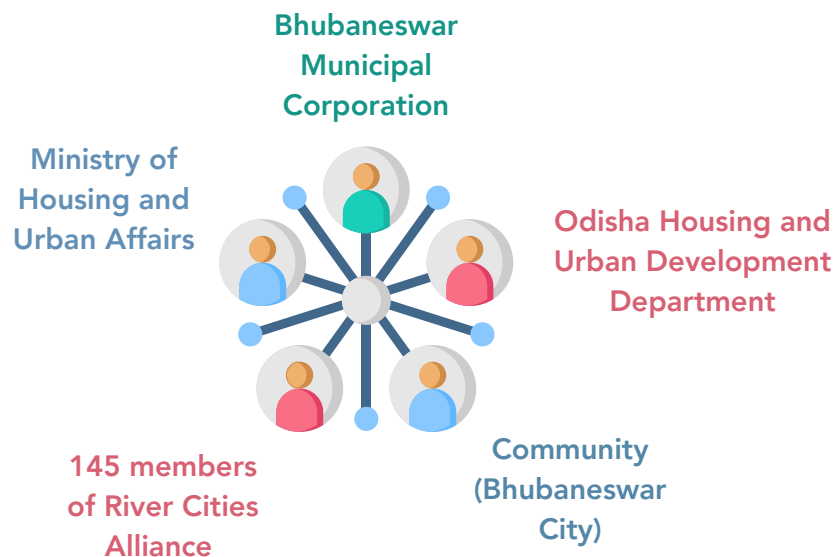 Bhubaneswar
Municipal
Corporation
Ministry of
Housing and
Urban Affairs
Odisha Housing and
Urban Development
Department
145 members
of River Cities
Alliance
Community
(Bhubaneswar
City)